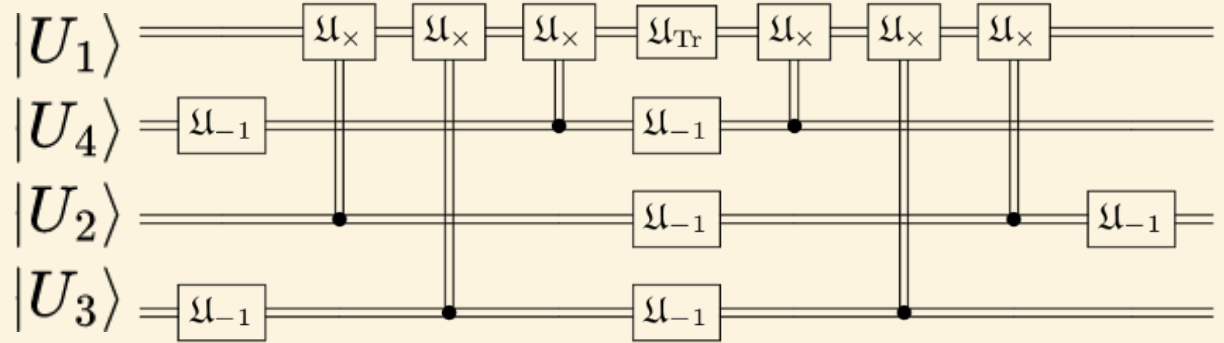 |U₁⟩ 𝔘× 𝔘× 𝔘× 𝔘Tr 𝔘× 𝔘× 𝔘×
|U₄⟩ 𝔘₋₁ 𝔘₋₁
|U₂⟩ 𝔘₋₁ 𝔘₋₁
|U₃⟩ 𝔘₋₁ 𝔘₋₁